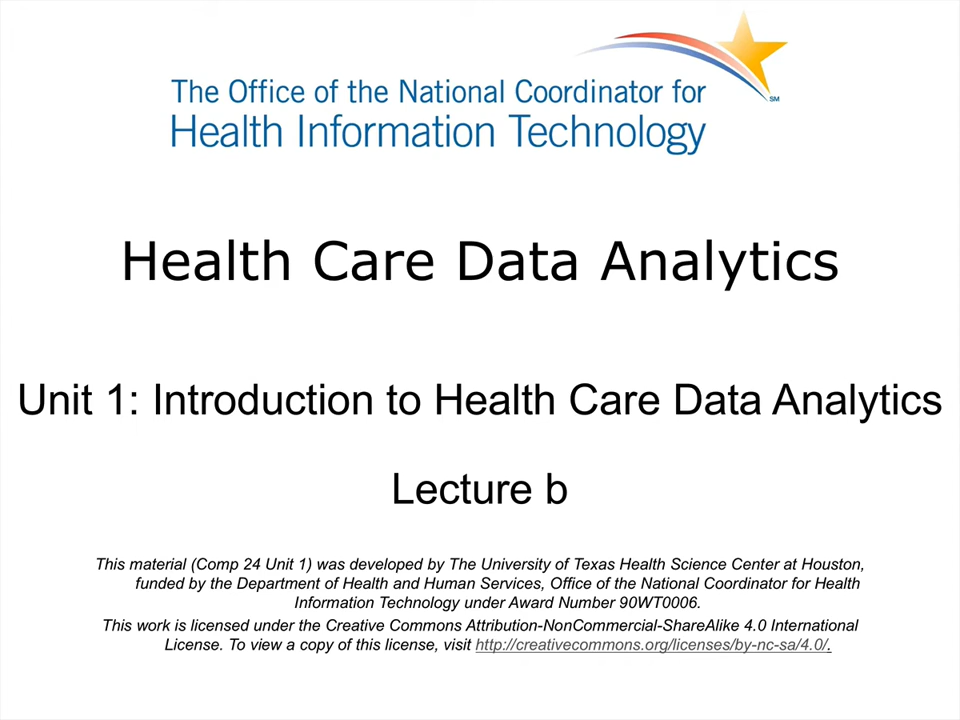 The Office of the National Coordinator for
Health Information Technology
SM
Health Care Data Analytics
Unit 1: Introduction to Health Care Data Analytics
Lecture b
This material (Comp 24 Unit 1) was developed by The University of Texas Health Science Center at Houston,
funded by the Department of Health and Human Services, Office of the National Coordinator for Health
Information Technology under Award Number 90WT0006.
This work is licensed under the Creative Commons Attribution-NonCommercial-ShareAlike 4.0 International
License. To view a copy of this license, visit http://creativecommons.org/licenses/by-nc-sa/4.0/.